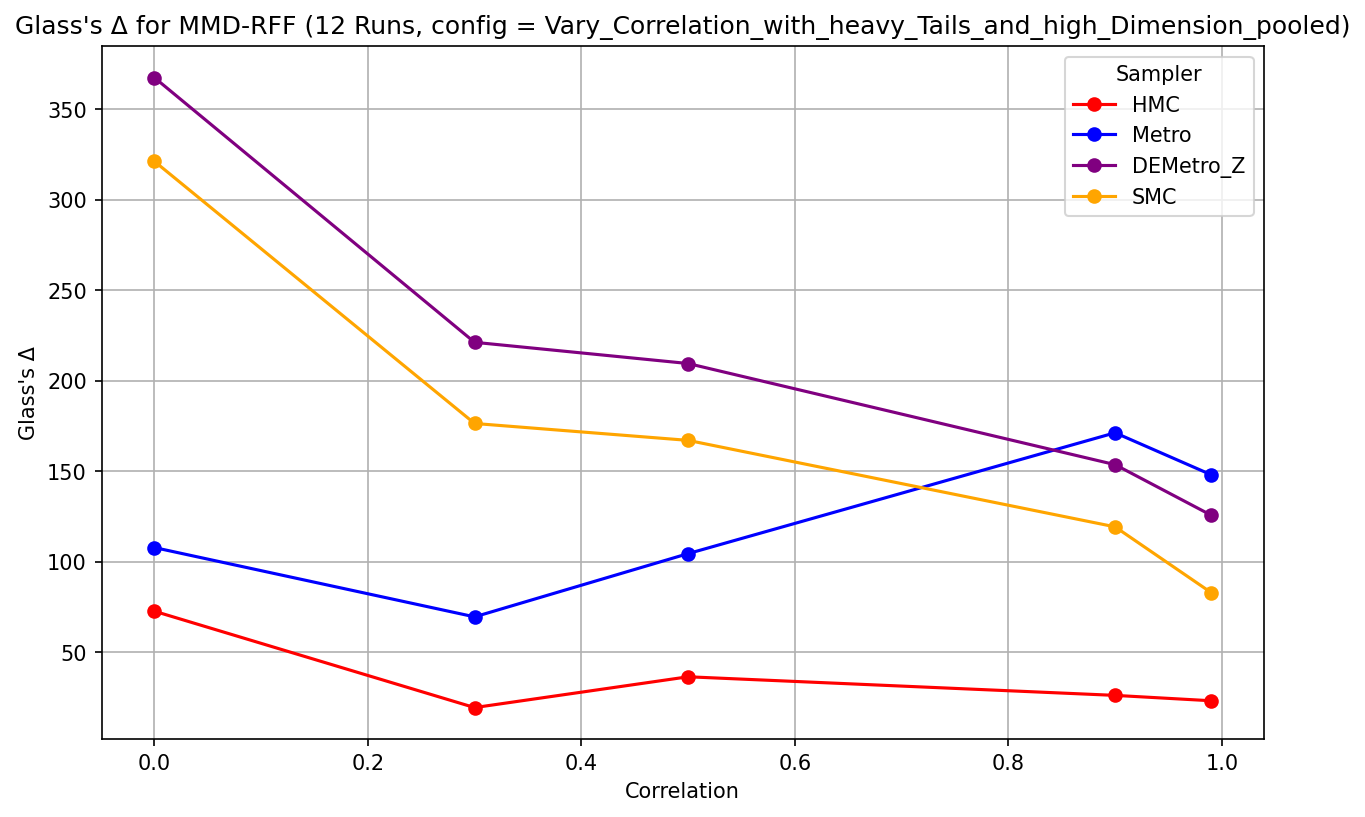 Glass's Δ for MMD-RFF (12 Runs, config = Vary_Correlation_with_heavy_Tails_and_high_Dimension_pooled)
Sampler
HMC
Metro
DEMetro_Z
SMC
Glass's Δ
350
300
250
200
150
100
50
0.0 0.2 0.4 0.6 0.8 1.0
Correlation